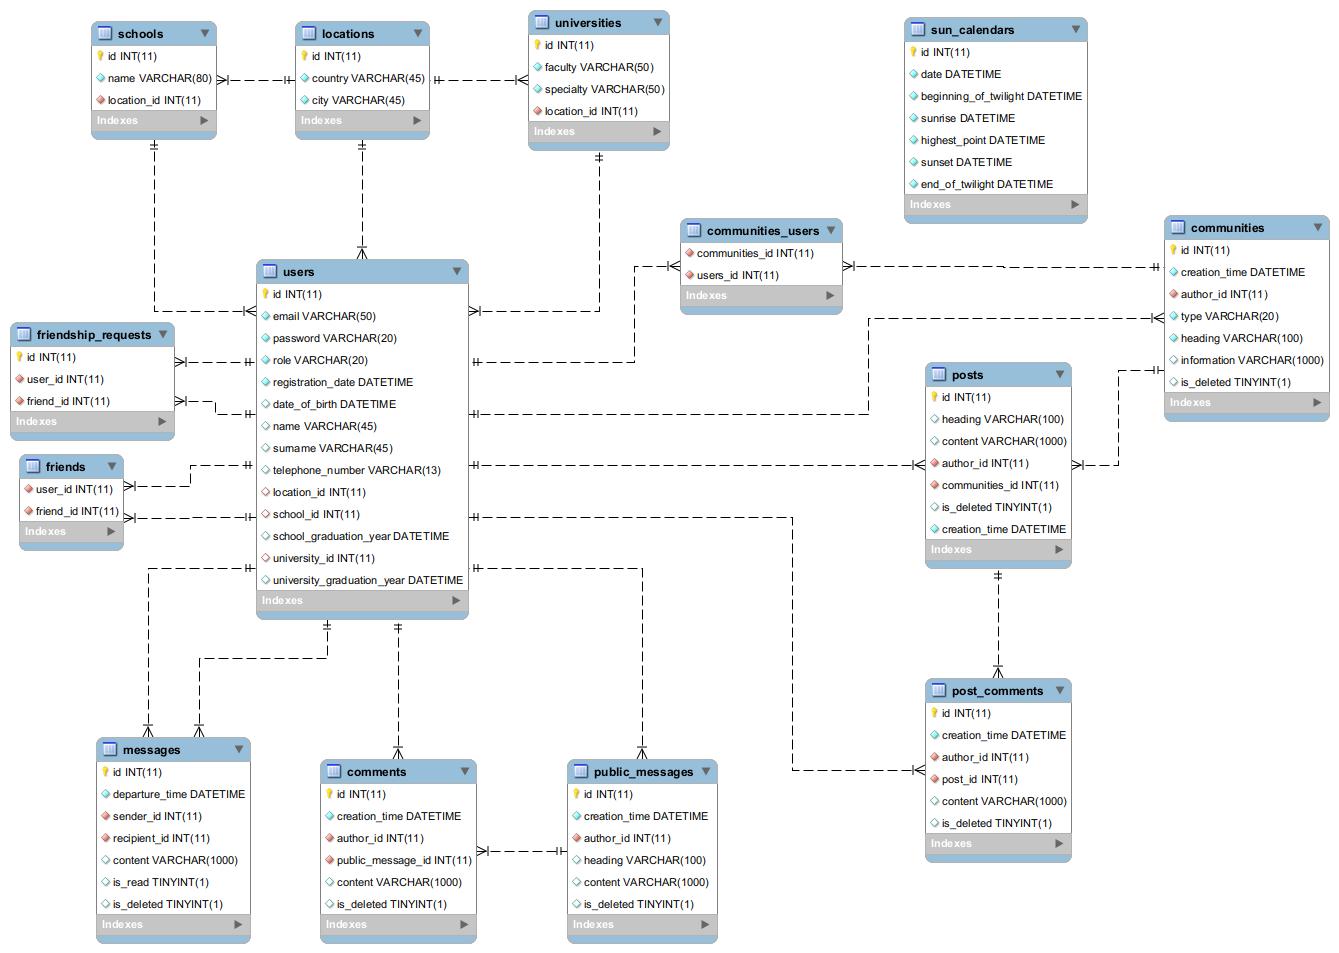 schools
id INT(11)
name VARCHAR(80)
location_id INT(11)
Indexes
locations
id INT(11)
country VARCHAR(45)
city VARCHAR(45)
Indexes
universities
id INT(11)
faculty VARCHAR(50)
specialty VARCHAR(50)
location_id INT(11)
Indexes
sun_calendars
id INT(11)
date DATETIME
beginning_of_twilight DATETIME
sunrise DATETIME
highest_point DATETIME
sunset DATETIME
end_of_twilight DATETIME
Indexes
communities_users
communities_id INT(11)
users_id INT(11)
Indexes
communities
id INT(11)
creation_time DATETIME
author_id INT(11)
type VARCHAR(20)
heading VARCHAR(100)
information VARCHAR(1000)
is_deleted TINYINT(1)
Indexes
users
id INT(11)
email VARCHAR(50)
password VARCHAR(20)
role VARCHAR(20)
registration_date DATETIME
date_of_birth DATETIME
name VARCHAR(45)
surname VARCHAR(45)
telephone_number VARCHAR(13)
location_id INT(11)
school_id INT(11)
school_graduation_year DATETIME
university_id INT(11)
university_graduation_year DATETIME
Indexes
friendship_requests
id INT(11)
user_id INT(11)
friend_id INT(11)
Indexes
friends
user_id INT(11)
friend_id INT(11)
Indexes
posts
id INT(11)
heading VARCHAR(100)
content VARCHAR(1000)
author_id INT(11)
communities_id INT(11)
is_deleted TINYINT(1)
creation_time DATETIME
Indexes
post_comments
id INT(11)
creation_time DATETIME
author_id INT(11)
post_id INT(11)
content VARCHAR(1000)
is_deleted TINYINT(1)
Indexes
messages
id INT(11)
departure_time DATETIME
sender_id INT(11)
recipient_id INT(11)
content VARCHAR(1000)
is_read TINYINT(1)
is_deleted TINYINT(1)
Indexes
comments
id INT(11)
creation_time DATETIME
author_id INT(11)
public_message_id INT(11)
content VARCHAR(1000)
is_deleted TINYINT(1)
Indexes
public_messages
id INT(11)
creation_time DATETIME
author_id INT(11)
heading VARCHAR(100)
content VARCHAR(1000)
is_deleted TINYINT(1)
Indexes